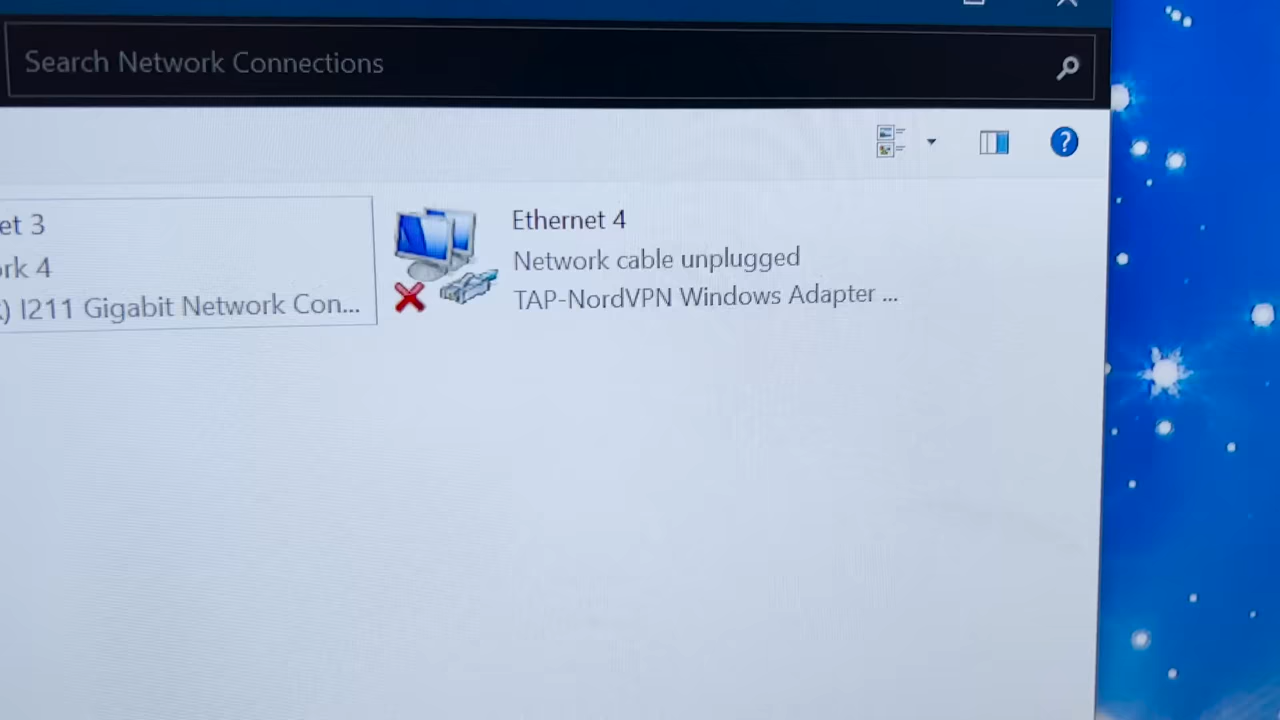 Search Network Connections
et 3
rk 4
) I211 Gigabit Network Con...
Ethernet 4
Network cable unplugged
TAP-NordVPN Windows Adapter ...